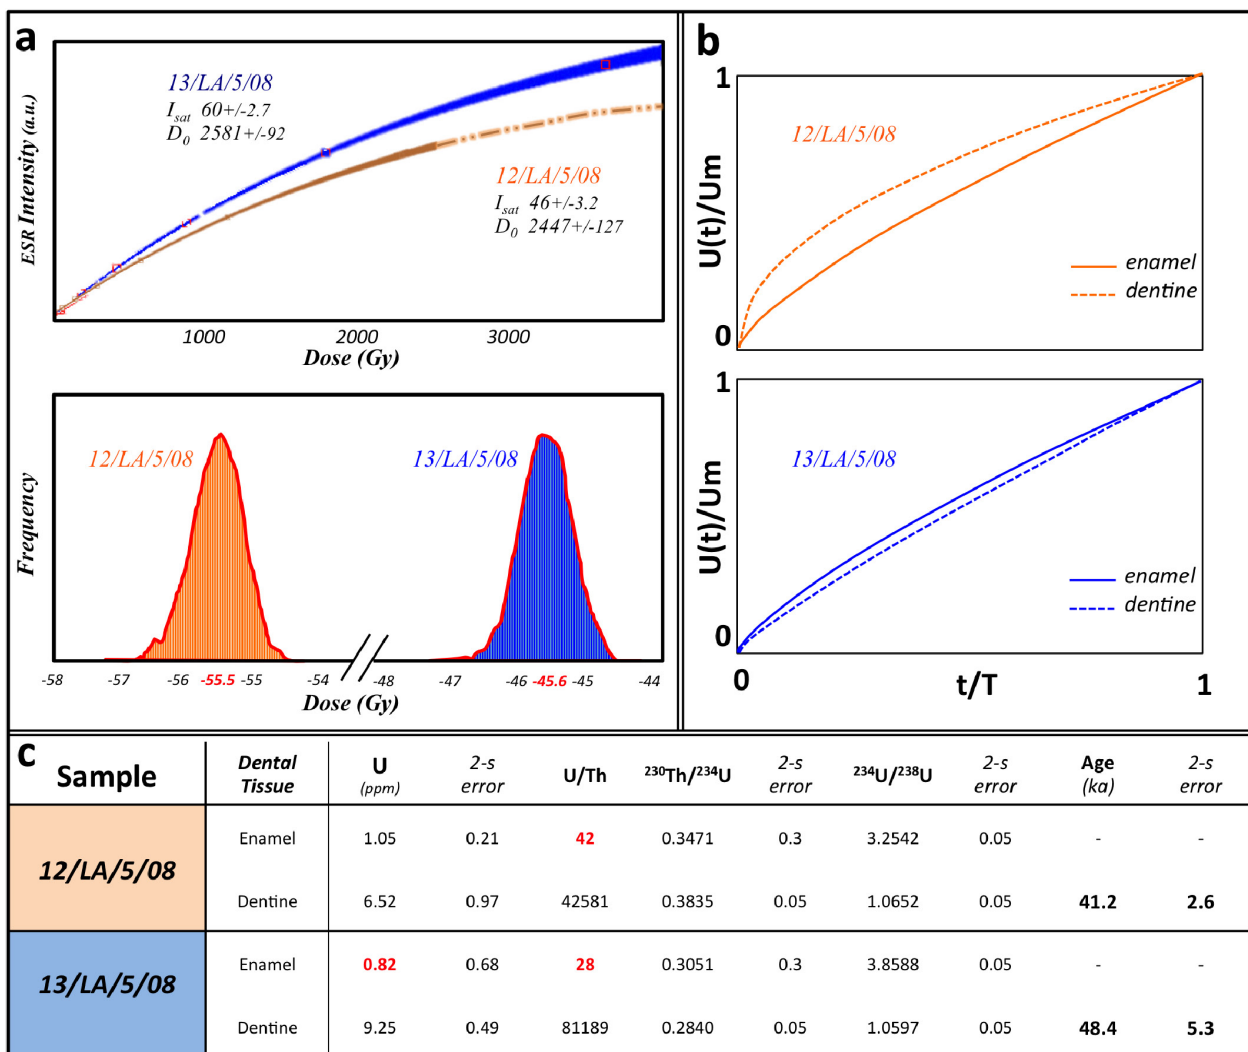 a
13/LA/5/08
Isat 60+/-2.7
D0 2581+/-92
12/LA/5/08
Isat 46+/-3.2
D0 2447+/-127
ESR Intensity (a.u.)
1000 2000 3000
Dose (Gy)
12/LA/5/08 13/LA/5/08
Frequency
-58 -57 -56 -55.5 -55 -54 -48 -47 -46 -45.6 -45 -44
Dose (Gy)
b
1
12/LA/5/08
U(t)/Um
enamel
dentine
0
1
13/LA/5/08
U(t)/Um
enamel
dentine
0
0 t/T 1
c
Sample Dental Tissue U (ppm) 2-s error U/Th ²³⁰Th/²³⁴U 2-s error ²³⁴U/²³⁸U 2-s error Age (ka) 2-s error
12/LA/5/08
Enamel 1.05 0.21 42 0.3471 0.3 3.2542 0.05 - -
Dentine 6.52 0.97 42581 0.3835 0.05 1.0652 0.05 41.2 2.6
13/LA/5/08
Enamel 0.82 0.68 28 0.3051 0.3 3.8588 0.05 - -
Dentine 9.25 0.49 81189 0.2840 0.05 1.0597 0.05 48.4 5.3